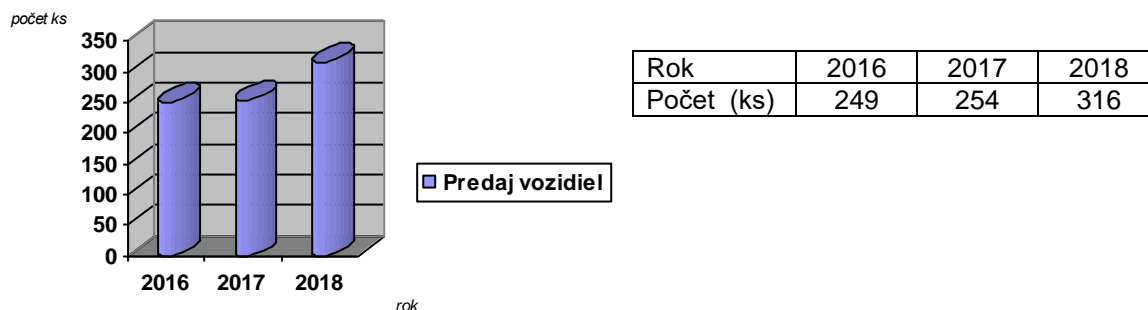 počet ks
350
300
250
200
150
100
50
0
2016 2017 2018
rok
Predaj vozidiel
Rok 2016 2017 2018
Počet (ks) 249 254 316